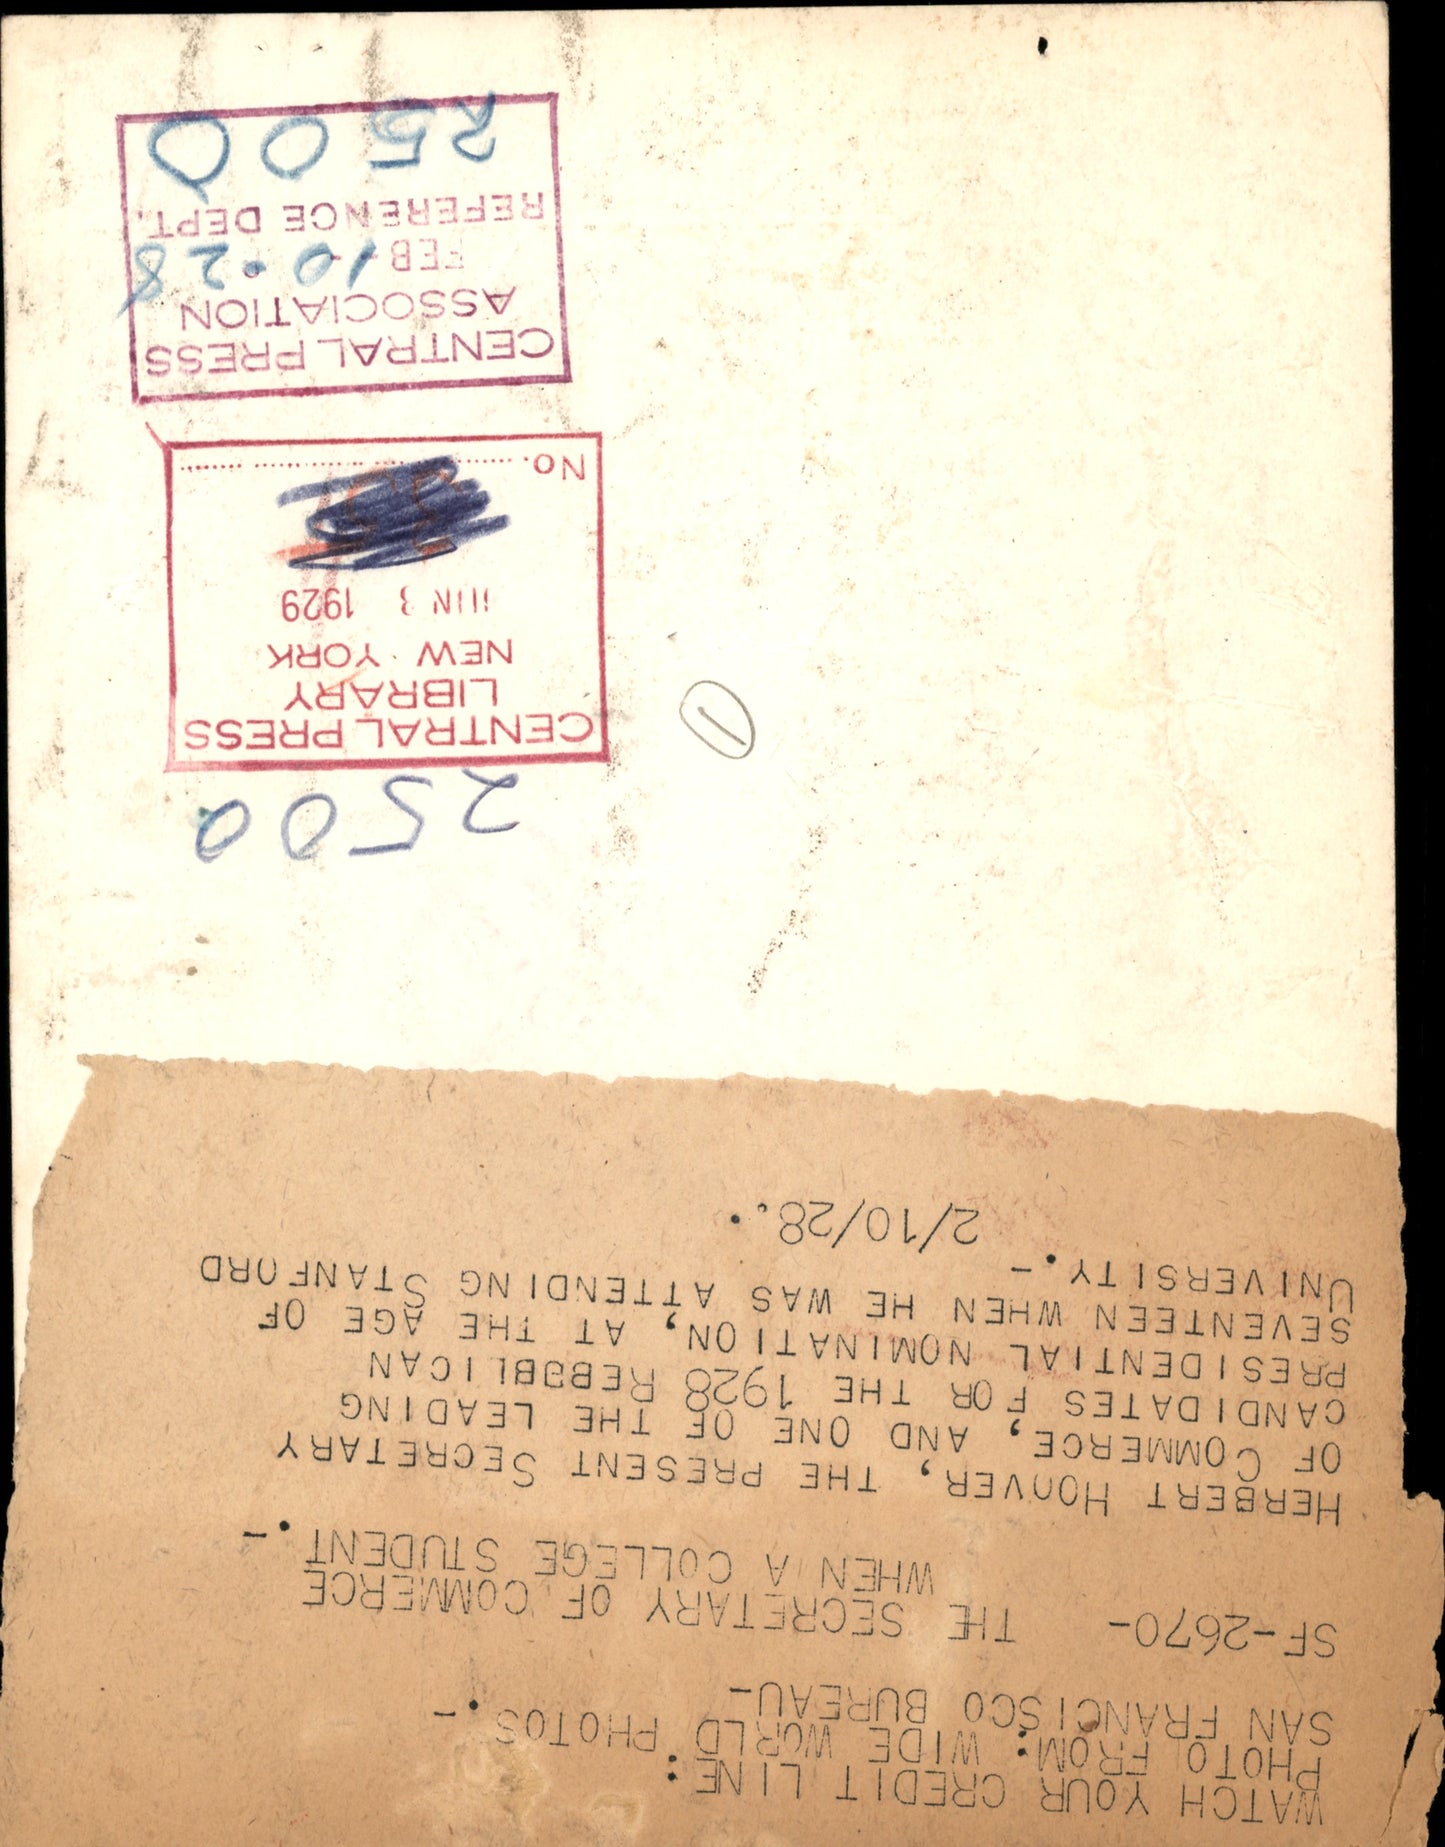 WATCH YOUR CREDIT LINE:
PHOTO FROM: WIDE WORLD PHOTOS.-
SAN FRANCISCO BUREAU-
SF-2670- THE SECRETARY OF COMMERCE
WHEN A COLLEGE STUDENT.-
HERBERT HOOVER, THE PRESENT SECRETARY
OF COMMERCE, AND ONE OF THE LEADING
CANDIDATES FOR THE 1928 REBUBLICAN
PRESIDENTIAL NOMINATION, AT THE AGE OF
SEVENTEEN WHEN HE WAS ATTENDING STANFORD
UNIVERSITY.-
2/10/28..
2500
1
CENTRAL PRESS
LIBRARY
NEW YORK
JUN 3 1929
No.
CENTRAL PRESS
ASSOCIATION
FEB 10.28
REFERENCE DEPT.
2500